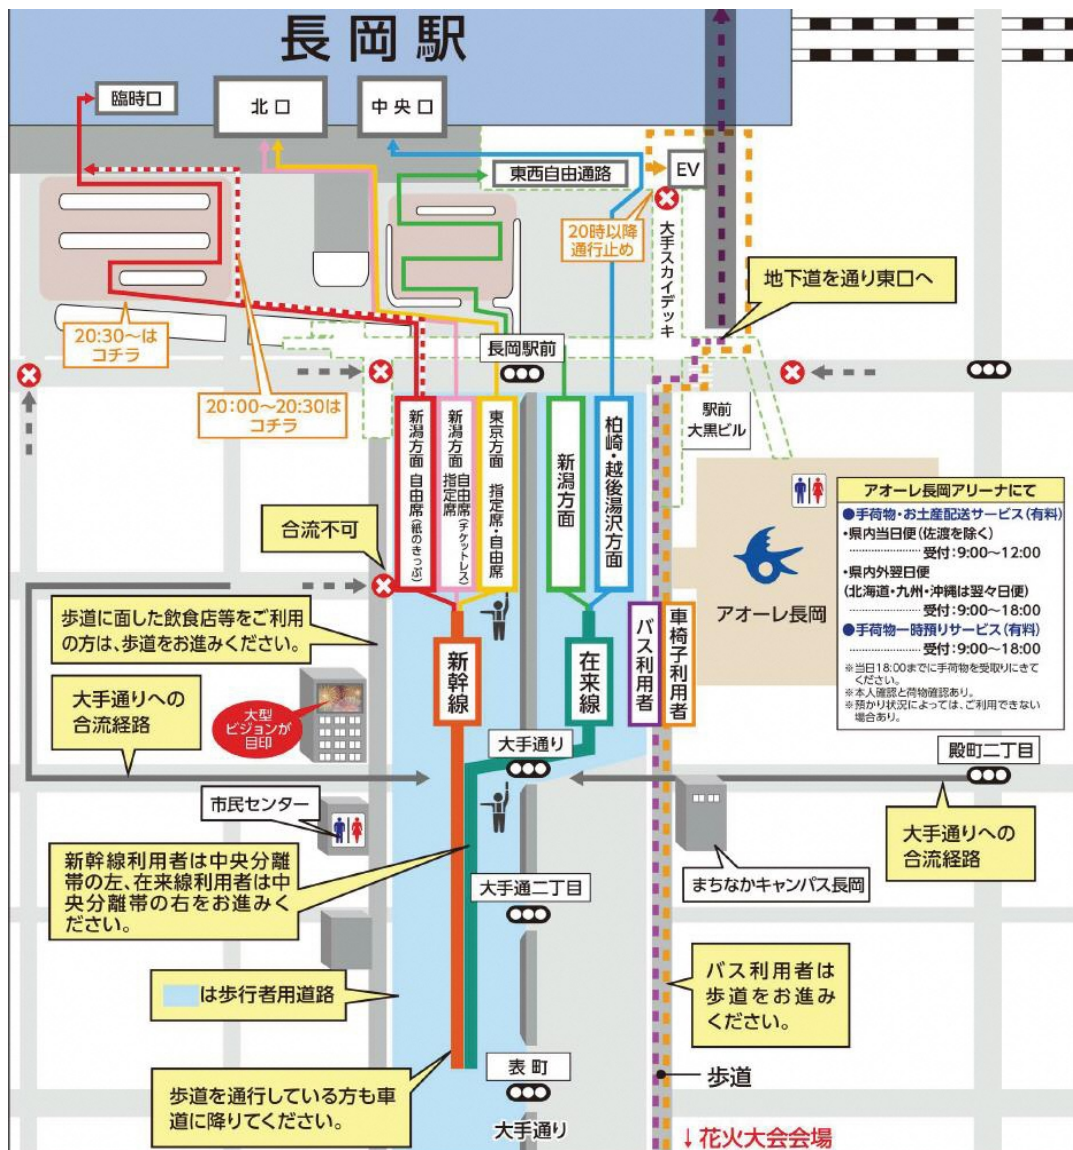 長岡駅
臨時口
北口
中央口
東西自由通路
EV
20時以降
通行止め
大手スカイデッキ
地下道を通り東口へ
20:30〜は
コチラ
20:00〜20:30は
コチラ
長岡駅前
駅前
大黒ビル
新潟方面 自由席(紙のきっぷ)
新潟方面 自由席(チケットレス)
指定席
東京方面 指定席・自由席
新潟方面
柏崎・越後湯沢方面
合流不可
アオーレ長岡
アオーレ長岡アリーナにて
●手荷物・お土産配送サービス(有料)
・県内当日便(佐渡を除く)
受付:9:00〜12:00
・県内外翌日便
(北海道・九州・沖縄は翌々日便)
受付:9:00〜18:00
●手荷物一時預りサービス(有料)
受付:9:00〜18:00
※当日18:00までに手荷物を受取りにきて
ください。
※本人確認と荷物確認あり。
※預かり状況によっては、ご利用できない
場合あり。
歩道に面した飲食店等をご利用
の方は、歩道をお進みください。
新幹線
在来線
バス利用者
車椅子利用者
大手通りへの
合流経路
大型
ビジョンが
目印
大手通り
殿町二丁目
市民センター
大手通りへの
合流経路
新幹線利用者は中央分離
帯の左、在来線利用者は中
央分離帯の右をお進みく
ださい。
大手通二丁目
まちなかキャンパス長岡
は歩行者用道路
バス利用者は
歩道をお進み
ください。
歩道を通行している方も車
道に降りてください。
表町
歩道
大手通り
↓花火大会会場